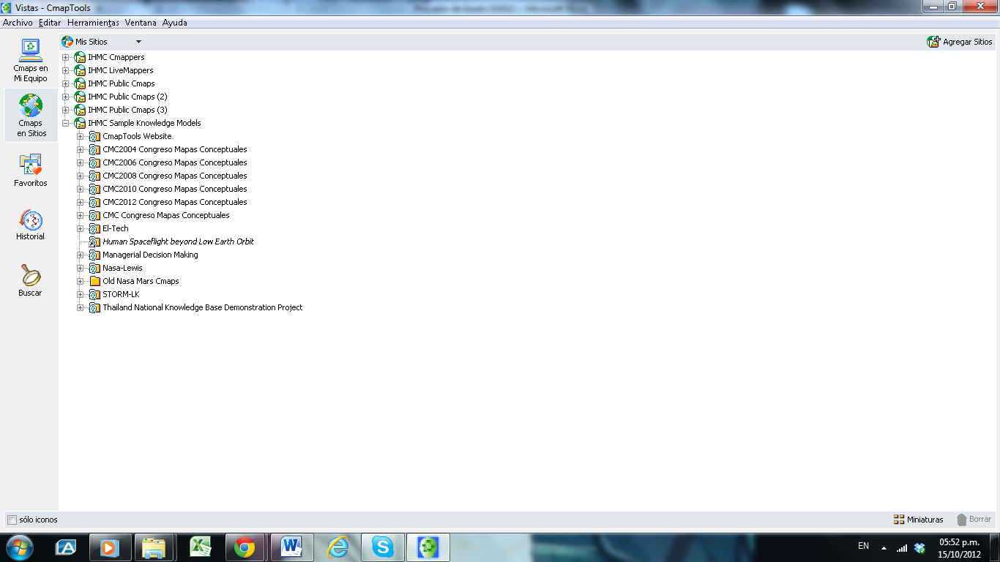 Vistas - CmapTools
Archivo Editar Herramientas Ventana Ayuda
Mis Sitios
Agregar Sitios
Cmaps en
Mi Equipo
Cmaps
en Sitios
Favoritos
Historial
Buscar
IHMC Cmappers
IHMC LiveMappers
IHMC Public Cmaps
IHMC Public Cmaps (2)
IHMC Public Cmaps (3)
IHMC Sample Knowledge Models
CmapTools Website
CMC2004 Congreso Mapas Conceptuales
CMC2006 Congreso Mapas Conceptuales
CMC2008 Congreso Mapas Conceptuales
CMC2010 Congreso Mapas Conceptuales
CMC2012 Congreso Mapas Conceptuales
CMC Congreso Mapas Conceptuales
El-Tech
Human Spaceflight beyond Low Earth Orbit
Managerial Decision Making
Nasa-Lewis
Old Nasa Mars Cmaps
STORM-LK
Thailand National Knowledge Base Demonstration Project
sólo iconos
Miniaturas
Borrar
EN
05:52 p.m.
15/10/2012